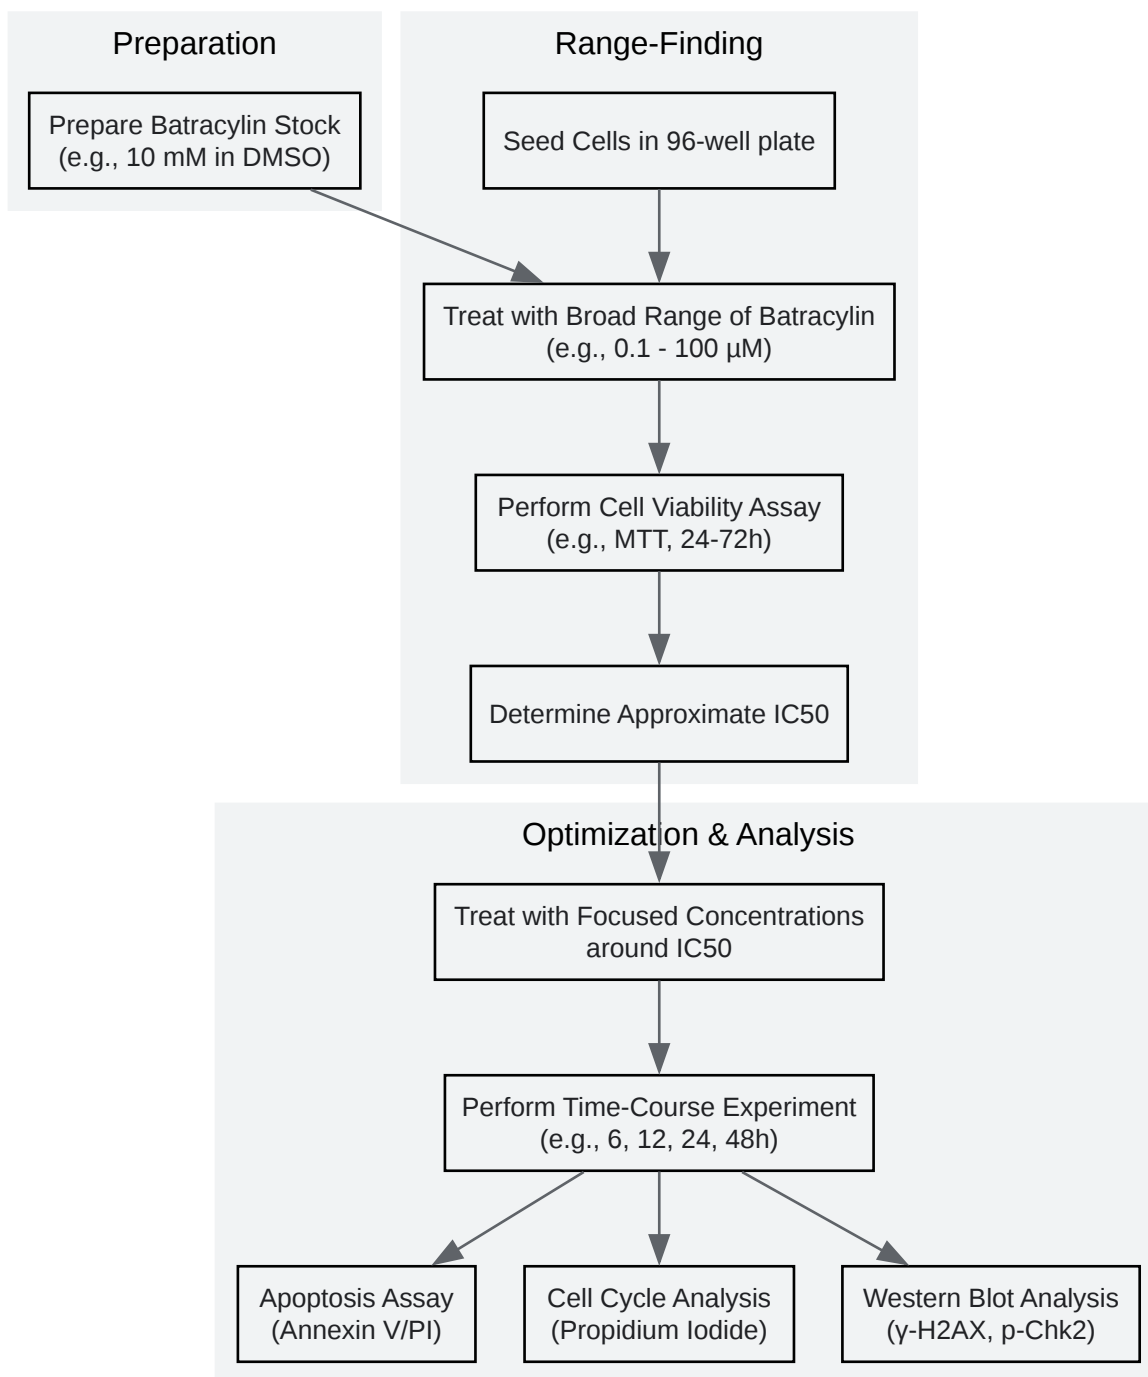 Preparation
Prepare Batracylin Stock
(e.g., 10 mM in DMSO)
Range-Finding
Seed Cells in 96-well plate
Treat with Broad Range of Batracylin
(e.g., 0.1 - 100 µM)
Perform Cell Viability Assay
(e.g., MTT, 24-72h)
Determine Approximate IC50
Optimization & Analysis
Treat with Focused Concentrations
around IC50
Perform Time-Course Experiment
(e.g., 6, 12, 24, 48h)
Apoptosis Assay
(Annexin V/PI)
Cell Cycle Analysis
(Propidium Iodide)
Western Blot Analysis
(γ-H2AX, p-Chk2)